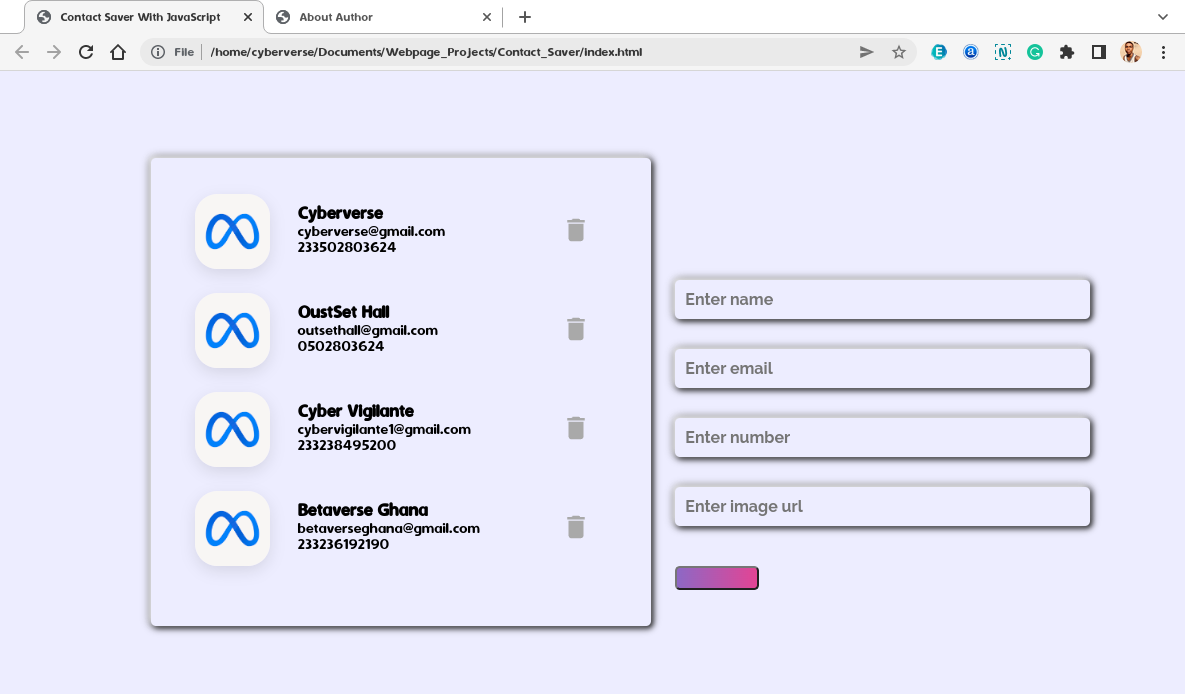 Contact Saver With JavaScript
About Author
File
/home/cyberverse/Documents/Webpage_Projects/Contact_Saver/index.html
E
a
N
G
Cyberverse
cyberverse@gmail.com
233502803624
OustSet Hall
outsethall@gmail.com
0502803624
Cyber Vigilante
cybervigilante1@gmail.com
233238495200
Betaverse Ghana
betaverseghana@gmail.com
233236192190
Enter name
Enter email
Enter number
Enter image url